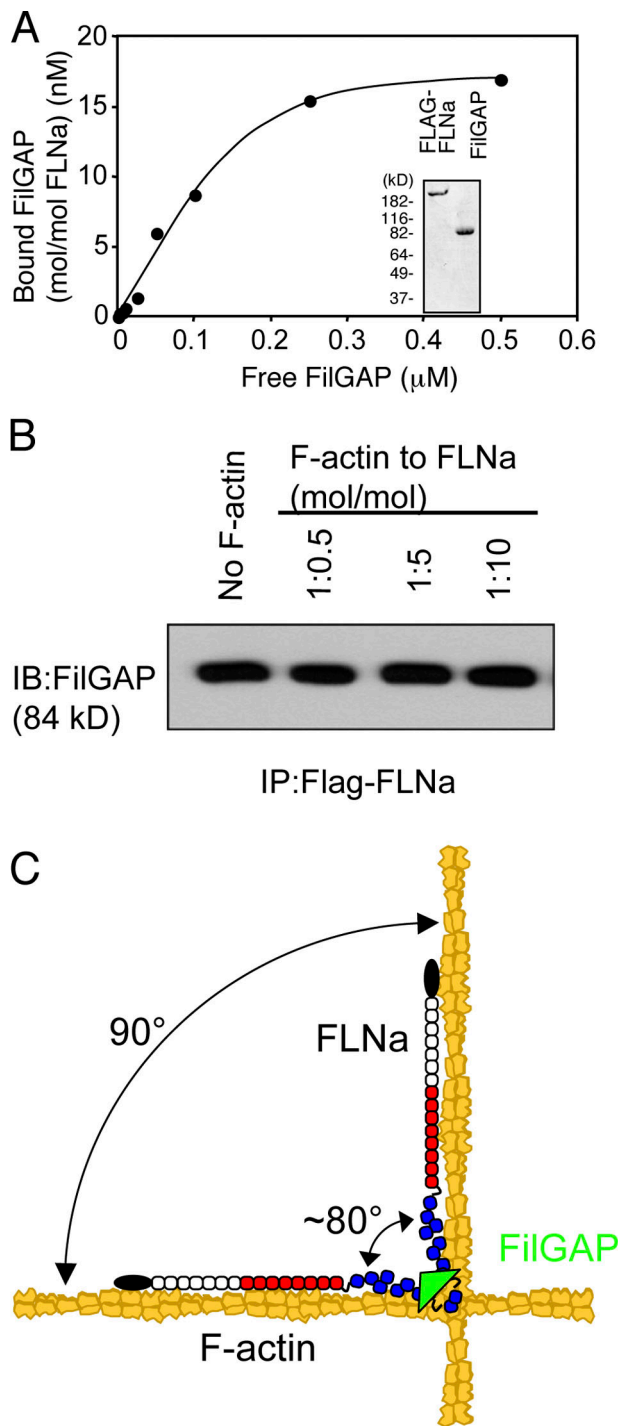 A
Bound FilGAP
(mol/mol FLNa) (nM)
20
15
10
5
0
0
0.1
0.2
0.3
0.4
0.5
0.6
Free FilGAP (μM)
FLAG-
FLNa
FilGAP
(kD)
182-
116-
82-
64-
49-
37-
B
No F-actin
F-actin to FLNa
(mol/mol)
1:0.5
1:5
1:10
IB:FilGAP
(84 kD)
IP:Flag-FLNa
C
90°
FLNa
~80°
FilGAP
F-actin